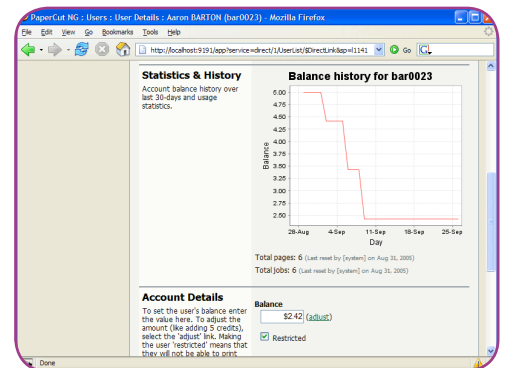 PaperCut NG : Users : User Details : Aaron BARTON (bar0023) - Mozilla Firefox
File Edit View Go Bookmarks Tools Help
http://localhost:9191/app?service=direct/1/UserList/$DirectLink&sp=l1141 Go
Statistics & History
Account balance history over
last 30-days and usage
statistics.
Balance history for bar0023
5.00
4.75
4.50
4.25
4.00
3.75
3.50
3.25
3.00
2.75
2.50
Balance
28-Aug 4-Sep 11-Sep 18-Sep 25-Sep
Day
Total pages: 6 (Last reset by [system] on Aug 31, 2005)
Total jobs: 6 (Last reset by [system] on Aug 31, 2005)
Account Details
To set the user's balance enter
the value here. To adjust the
amount (like adding 5 credits),
select the 'adjust' link. Making
the user 'restricted' means that
they will not be able to print
Balance
$2.42 (adjust)
Restricted
Done